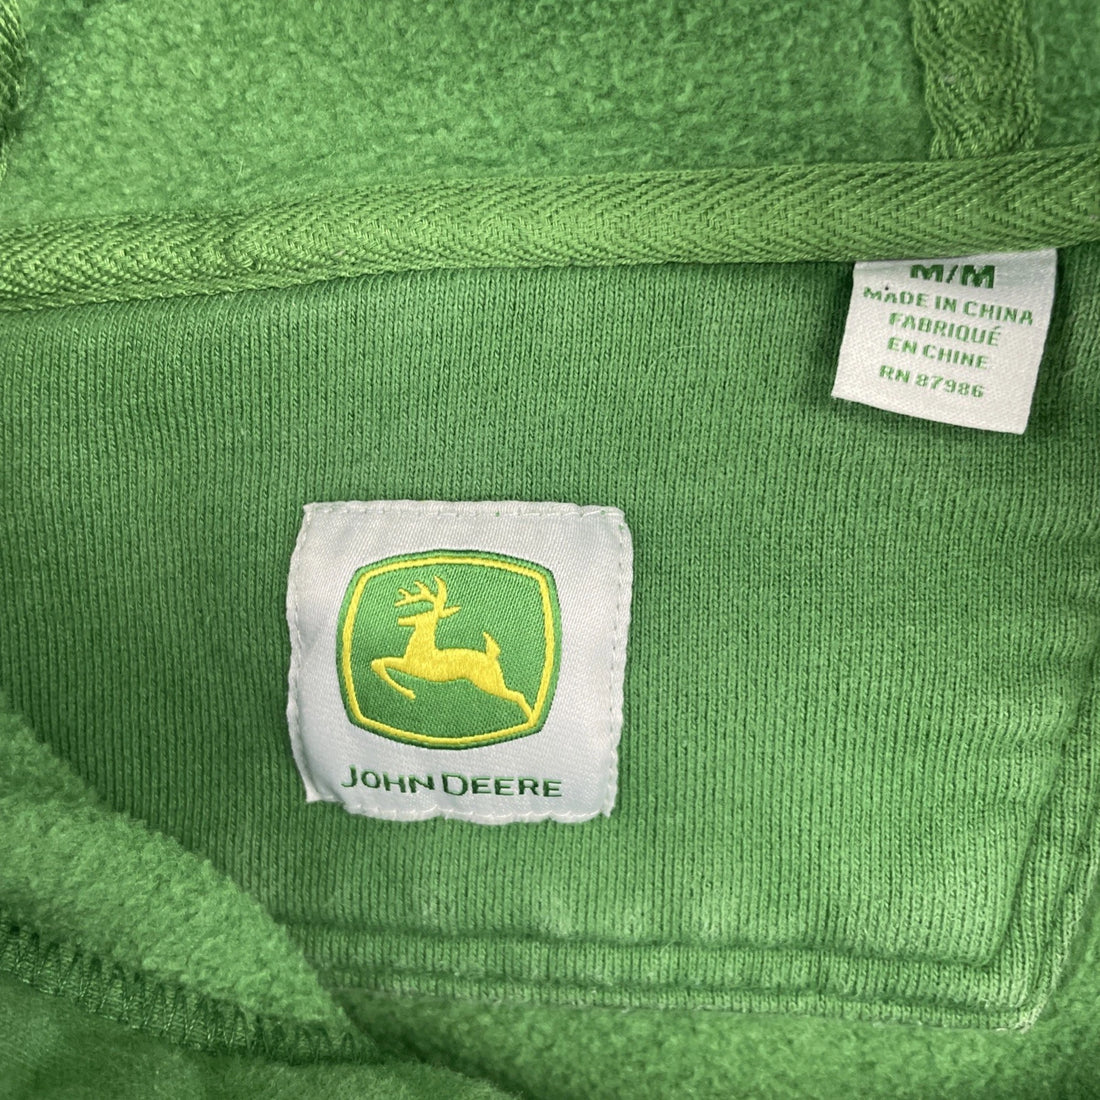 M/M
MADE IN CHINA
FABRIQUÉ
EN CHINE
RN 87986
JOHN DEERE